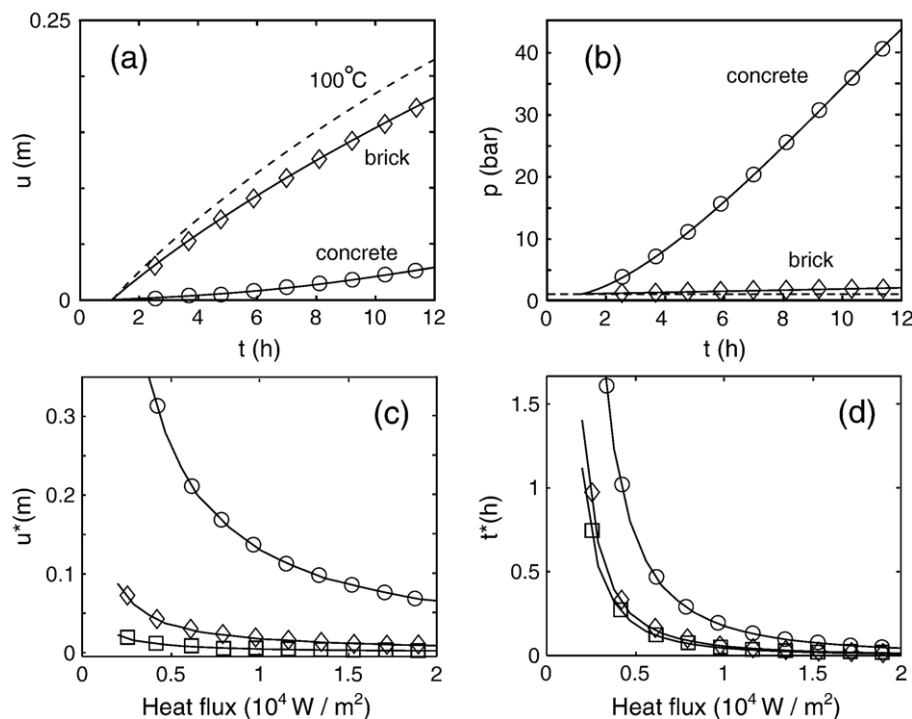 (a)
0.25
100°C
u (m)
brick
concrete
0
0 2 4 6 8 10 12
t (h)
(b)
40
concrete
30
p (bar)
20
10
brick
0
0 2 4 6 8 10 12
t (h)
(c)
0.3
0.2
u*(m)
0.1
0
0 0.5 1 1.5 2
Heat flux (10⁴ W / m²)
(d)
1.5
1
t*(h)
0.5
0
0 0.5 1 1.5 2
Heat flux (10⁴ W / m²)